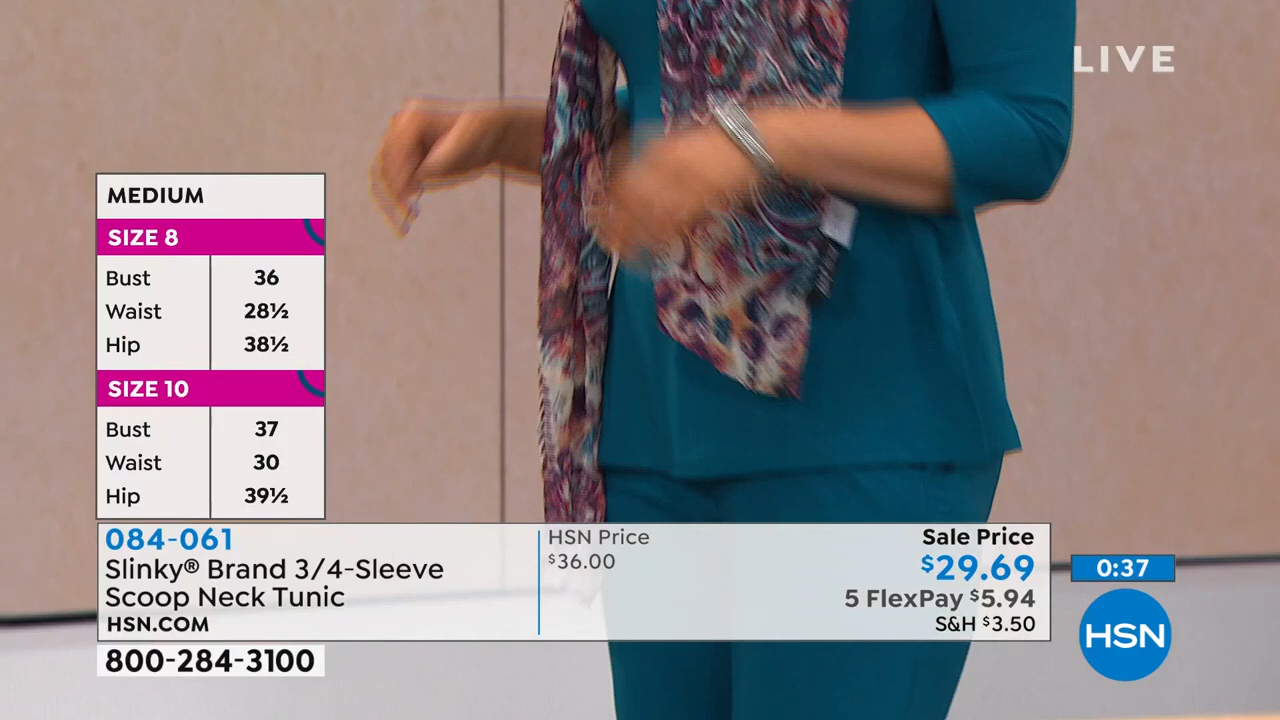 LIVE
MEDIUM
SIZE 8
Bust 36
Waist 28½
Hip 38½
SIZE 10
Bust 37
Waist 30
Hip 39½
084-061
Slinky® Brand 3/4-Sleeve
Scoop Neck Tunic
HSN.COM
HSN Price
$36.00
Sale Price
$29.69
5 FlexPay $5.94
S&H $3.50
0:37
HSN
800-284-3100